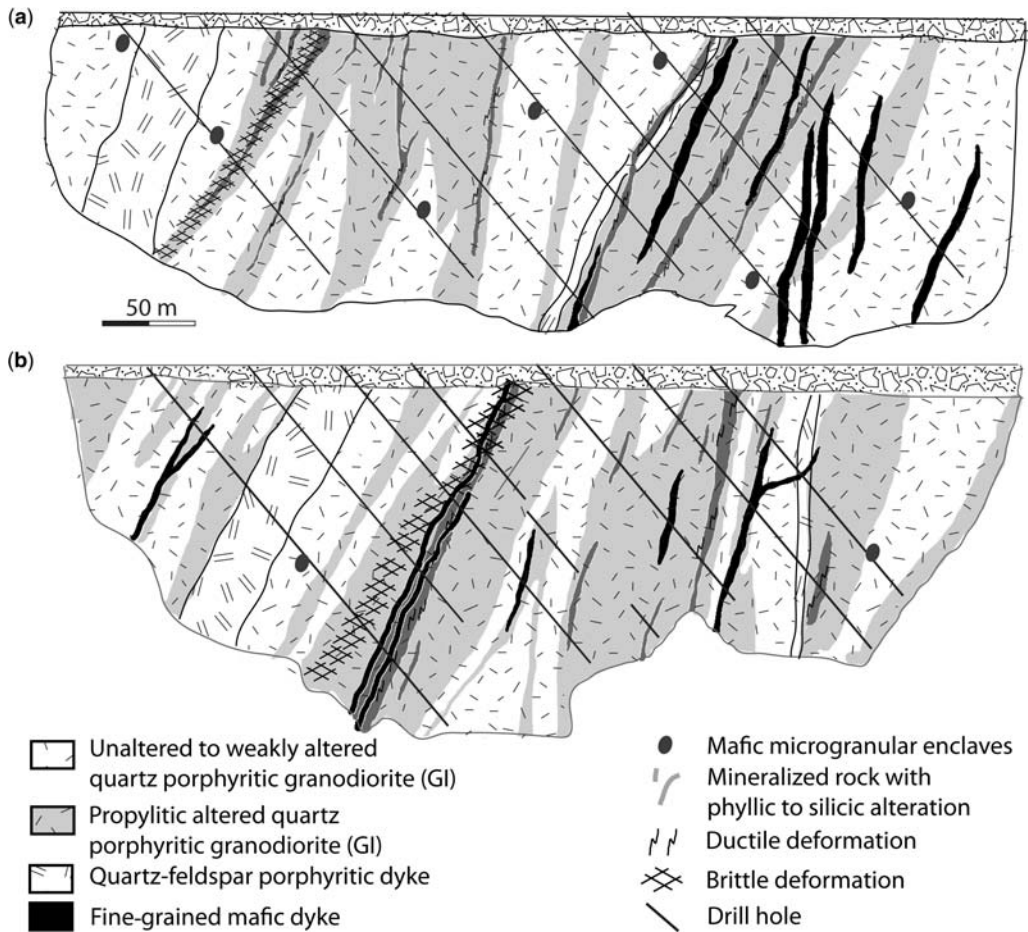 (a)
50 m
(b)
Unaltered to weakly altered
quartz porphyritic granodiorite (GI)
Propylitic altered quartz
porphyritic granodiorite (GI)
Quartz-feldspar porphyritic dyke
Fine-grained mafic dyke
Mafic microgranular enclaves
Mineralized rock with
phyllic to silicic alteration
Ductile deformation
Brittle deformation
Drill hole